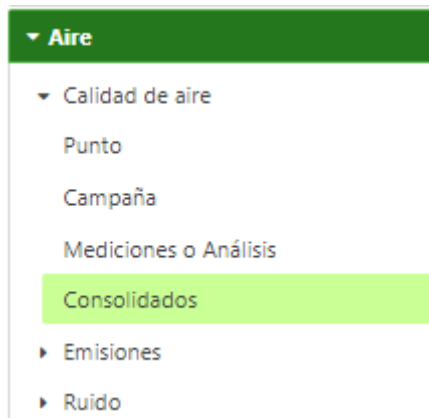 Aire
Calidad de aire
Punto
Campaña
Mediciones o Análisis
Consolidados
Emisiones
Ruido